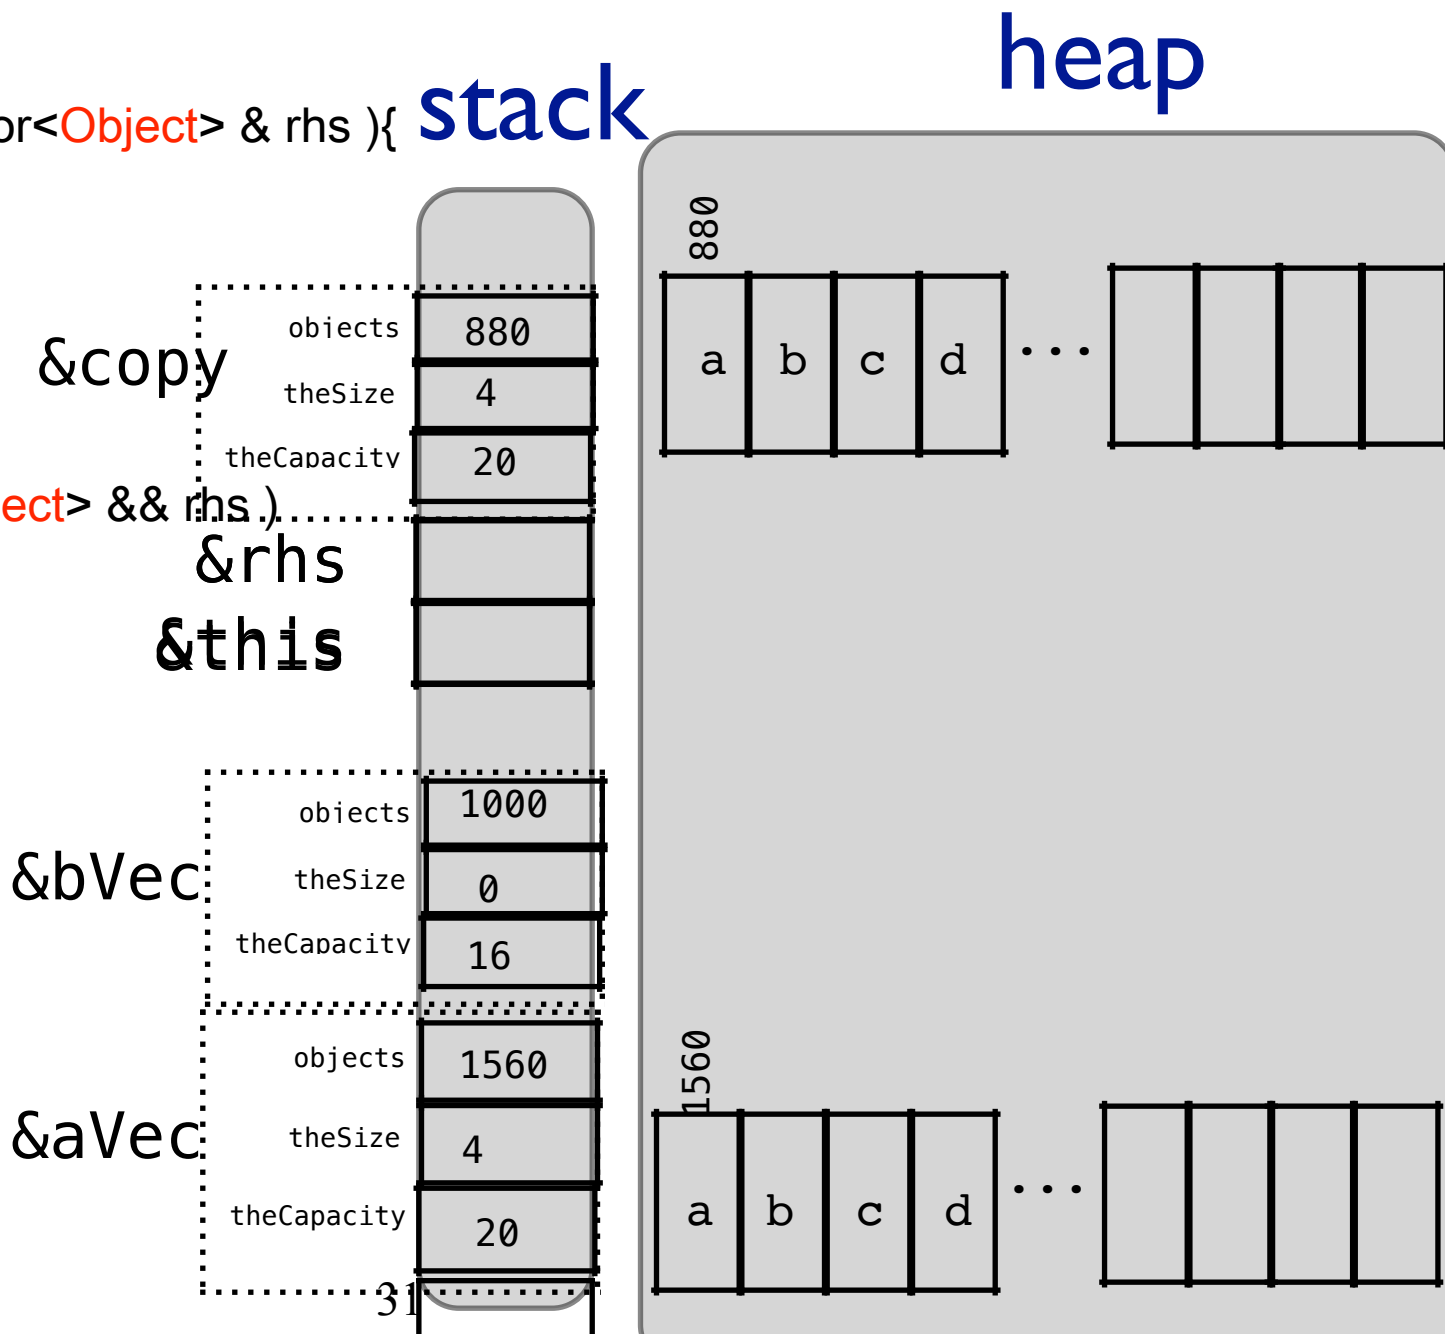 heap
stack
or<Object> & rhs ){
880
objects 880
&copy
theSize 4
theCapacity 20
a b c d ...
ect> && rhs )
&rhs
&this
objects 1000
&bVec
theSize 0
theCapacity 16
1560
objects 1560
&aVec
theSize 4
theCapacity 20
a b c d ...
31